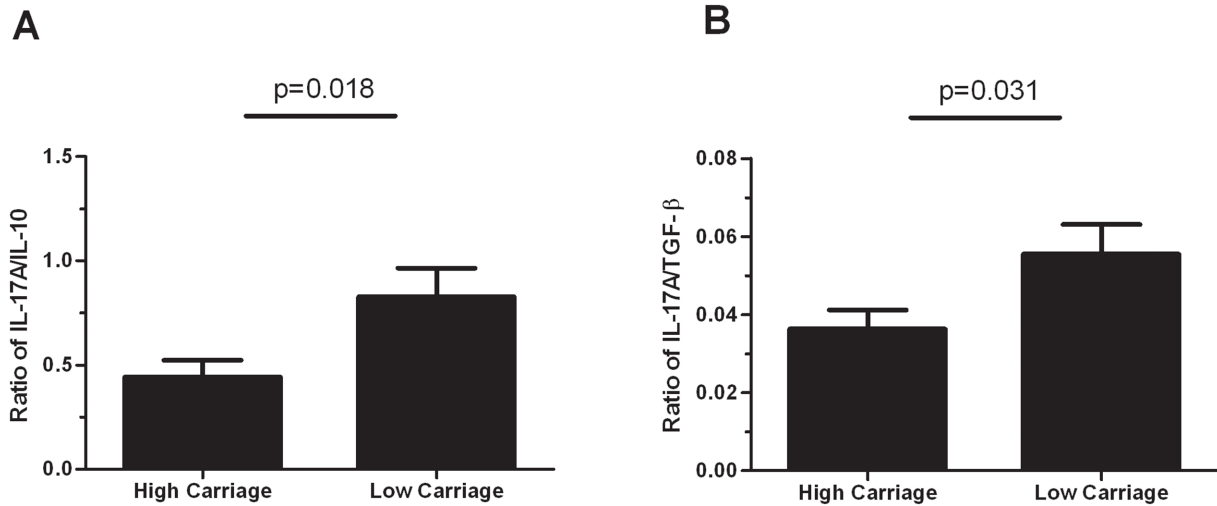 A
p=0.018
Ratio of IL-17A/IL-10
1.5
1.0
0.5
0.0
High Carriage
Low Carriage
B
p=0.031
Ratio of IL-17A/TGF-β
0.08
0.06
0.04
0.02
0.00
High Carriage
Low Carriage